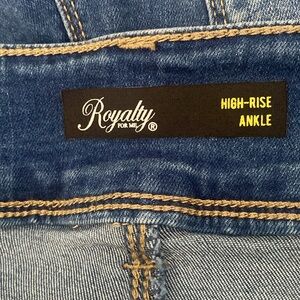 Royalty
FOR ME ®
HIGH-RISE
ANKLE